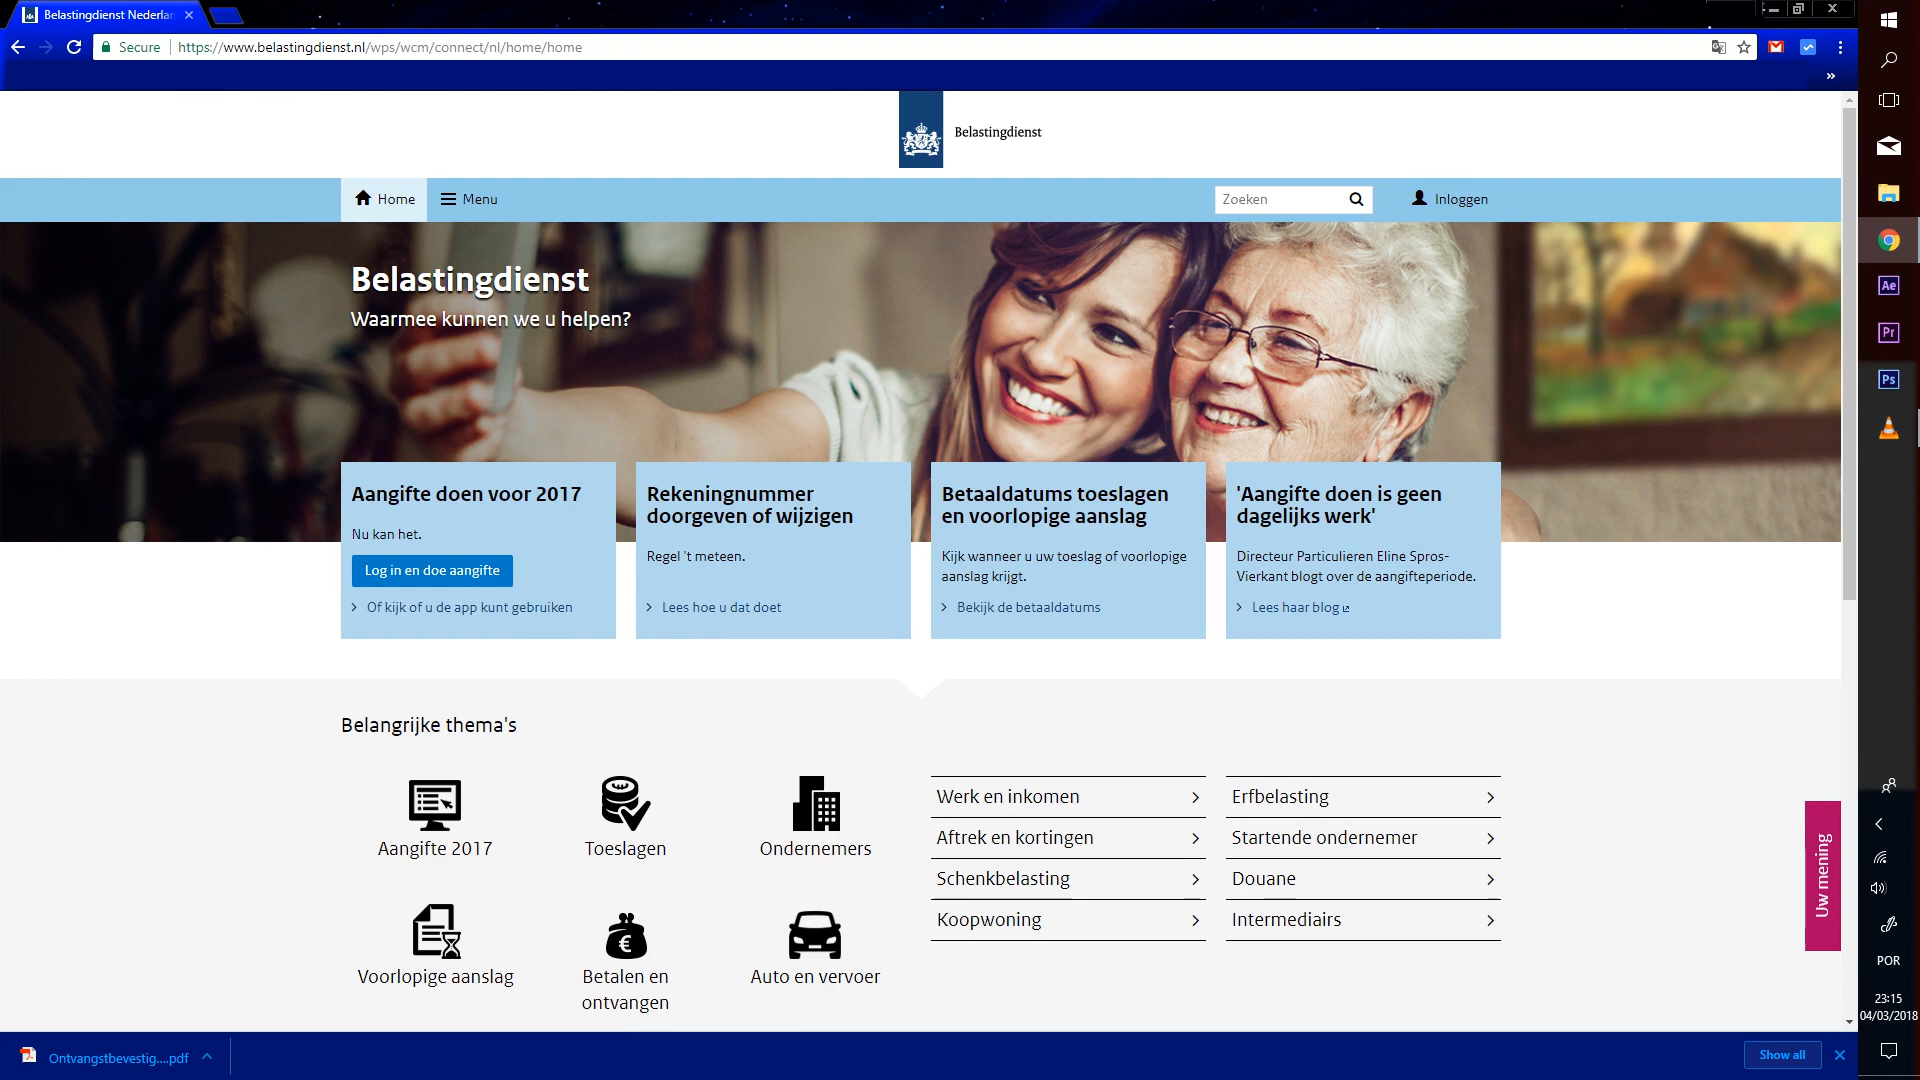 Belastingdienst Nederlan
Secure
https://www.belastingdienst.nl/wps/wcm/connect/nl/home/home
»
Belastingdienst
Home
Menu
Zoeken
Inloggen
Belastingdienst
Waarmee kunnen we u helpen?
Aangifte doen voor 2017
Nu kan het.
Log in en doe aangifte
Of kijk of u de app kunt gebruiken
Rekeningnummer
doorgeven of wijzigen
Regel 't meteen.
Lees hoe u dat doet
Betaaldatums toeslagen
en voorlopige aanslag
Kijk wanneer u uw toeslag of voorlopige
aanslag krijgt.
Bekijk de betaaldatums
'Aangifte doen is geen
dagelijks werk'
Directeur Particulieren Eline Spros-
Vierkant blogt over de aangifteperiode.
Lees haar blog
Belangrijke thema's
Aangifte 2017
Toeslagen
Ondernemers
Voorlopige aanslag
Betalen en
ontvangen
Auto en vervoer
Werk en inkomen
Aftrek en kortingen
Schenkbelasting
Koopwoning
Erfbelasting
Startende ondernemer
Douane
Intermediairs
Uw mening
Ontvangstbevestig....pdf
Show all
Ae
Pr
Ps
POR
23:15
04/03/2018